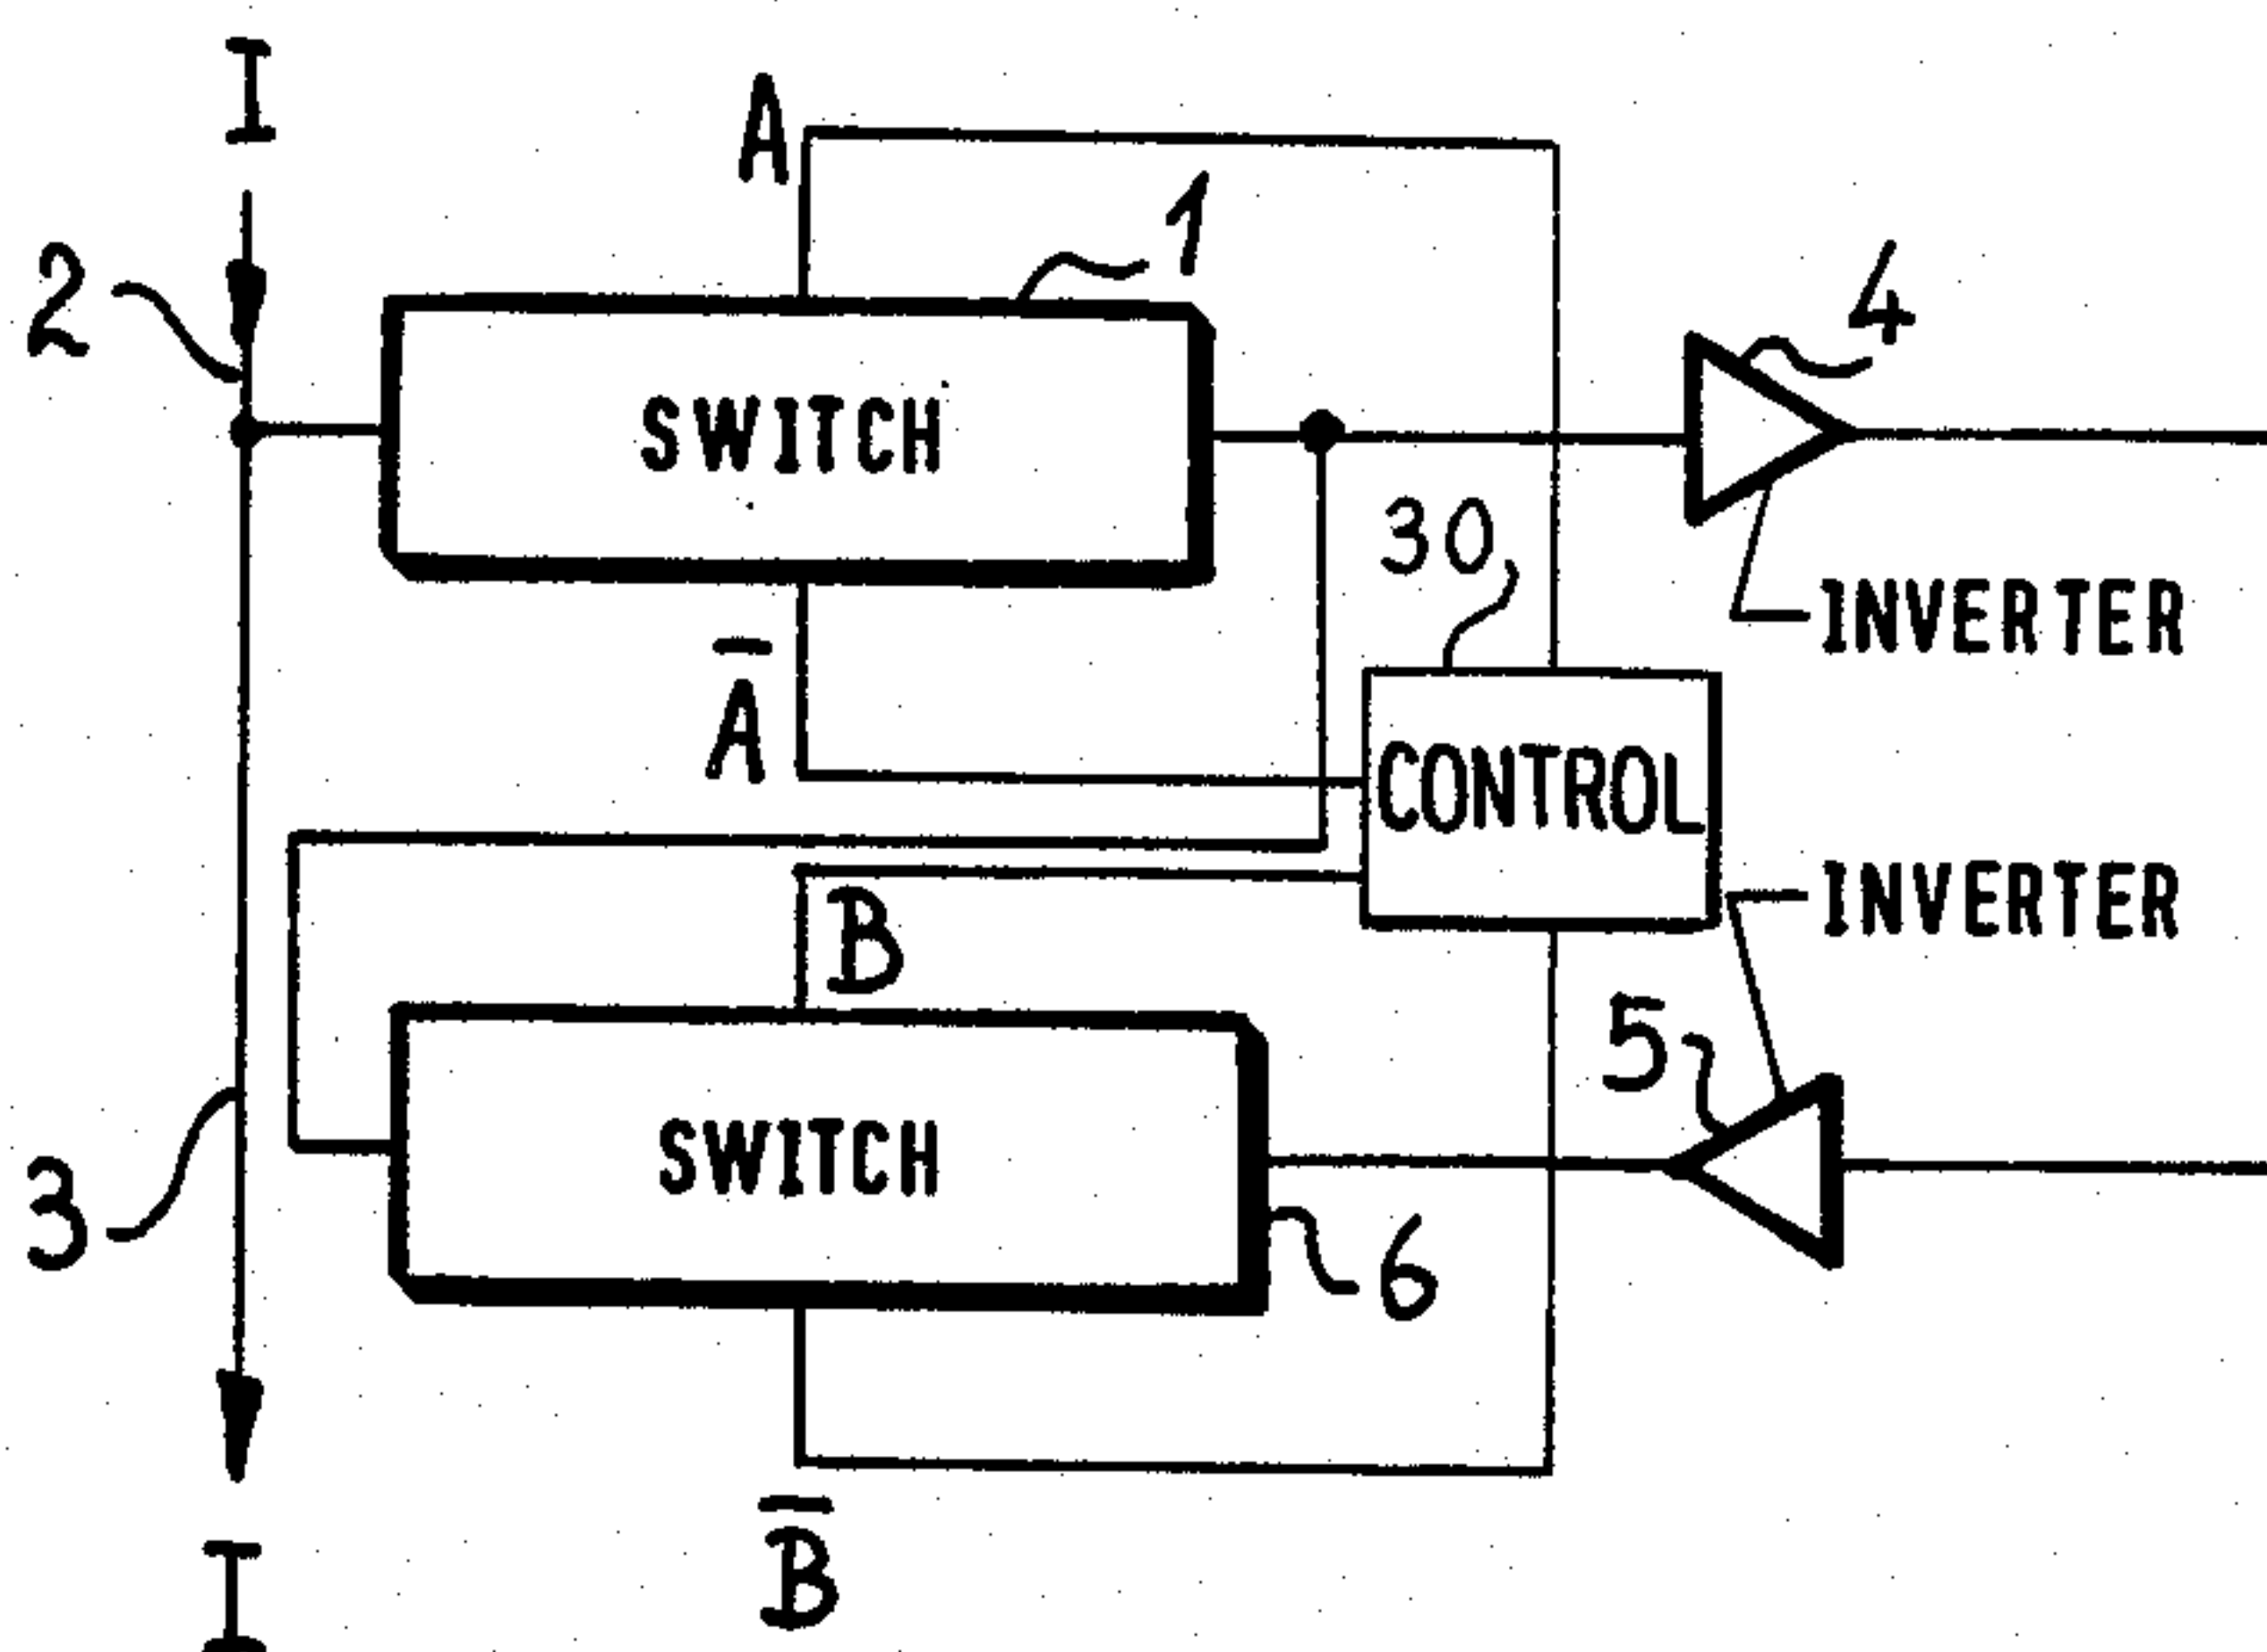 I
A
1
2
4
SWITCH
30
INVERTER
A̅
CONTROL
INVERTER
B
5
SWITCH
3
6
B̅
I